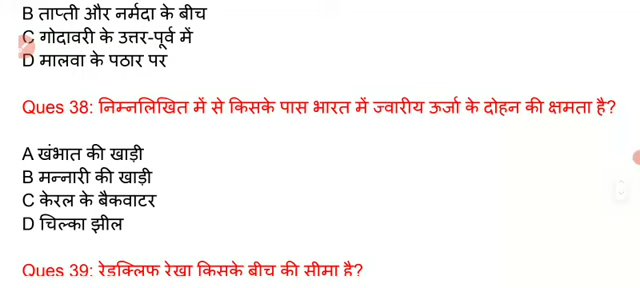 B ताप्ती और नर्मदा के बीच
C गोदावरी के उत्तर-पूर्व में
D मालवा के पठार पर
Ques 38: निम्नलिखित में से किसके पास भारत में ज्वारीय ऊर्जा के दोहन की क्षमता है?
A खंभात की खाड़ी
B मन्नारी की खाड़ी
C केरल के बैकवाटर
D चिल्का झील
Ques 39: रेडक्लिफ रेखा किसके बीच की सीमा है?